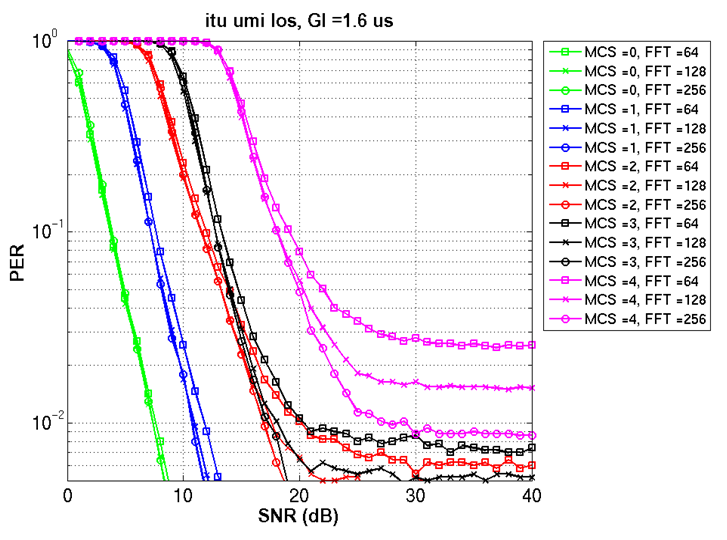 itu umi los, GI =1.6 us
10^0
10^-1
10^-2
PER
0
10
20
30
40
SNR (dB)
MCS =0, FFT =64
MCS =0, FFT =128
MCS =0, FFT =256
MCS =1, FFT =64
MCS =1, FFT =128
MCS =1, FFT =256
MCS =2, FFT =64
MCS =2, FFT =128
MCS =2, FFT =256
MCS =3, FFT =64
MCS =3, FFT =128
MCS =3, FFT =256
MCS =4, FFT =64
MCS =4, FFT =128
MCS =4, FFT =256